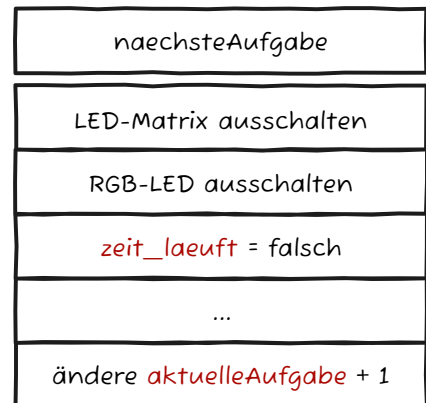 naechsteAufgabe
LED-Matrix ausschalten
RGB-LED ausschalten
zeit_laeuft = falsch
...
ändere aktuelleAufgabe + 1